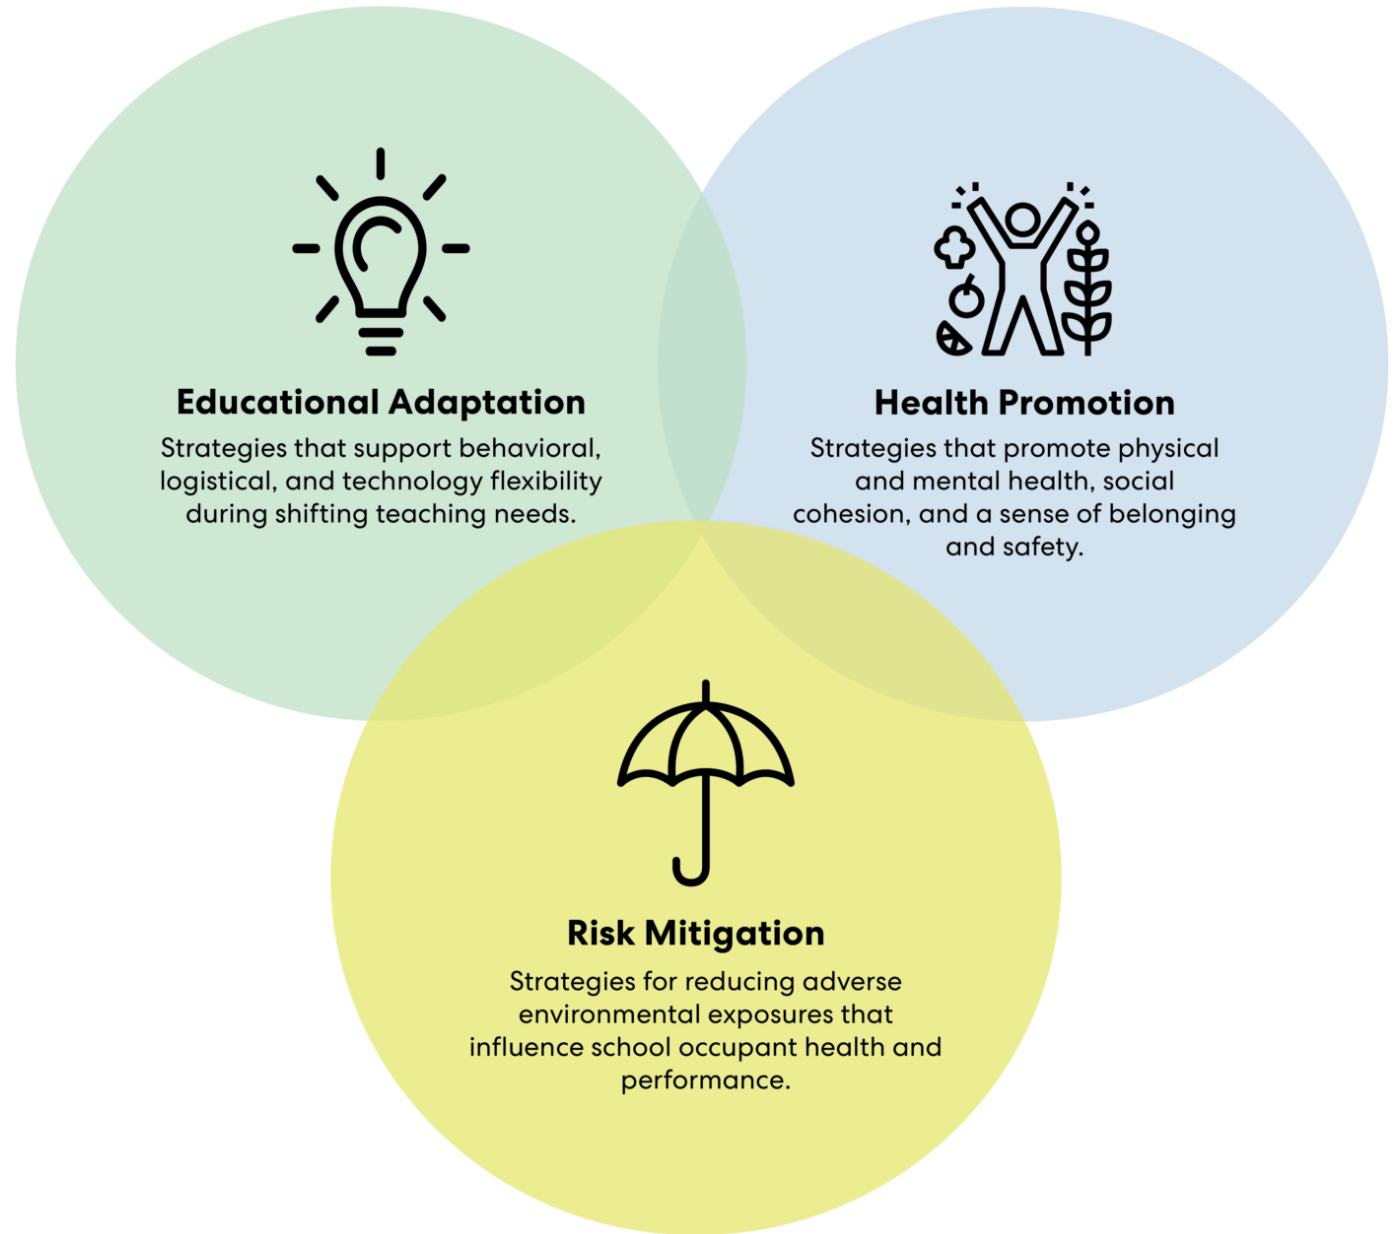 Educational Adaptation
Strategies that support behavioral,
logistical, and technology flexibility
during shifting teaching needs.
Health Promotion
Strategies that promote physical
and mental health, social
cohesion, and a sense of belonging
and safety.
Risk Mitigation
Strategies for reducing adverse
environmental exposures that
influence school occupant health and
performance.